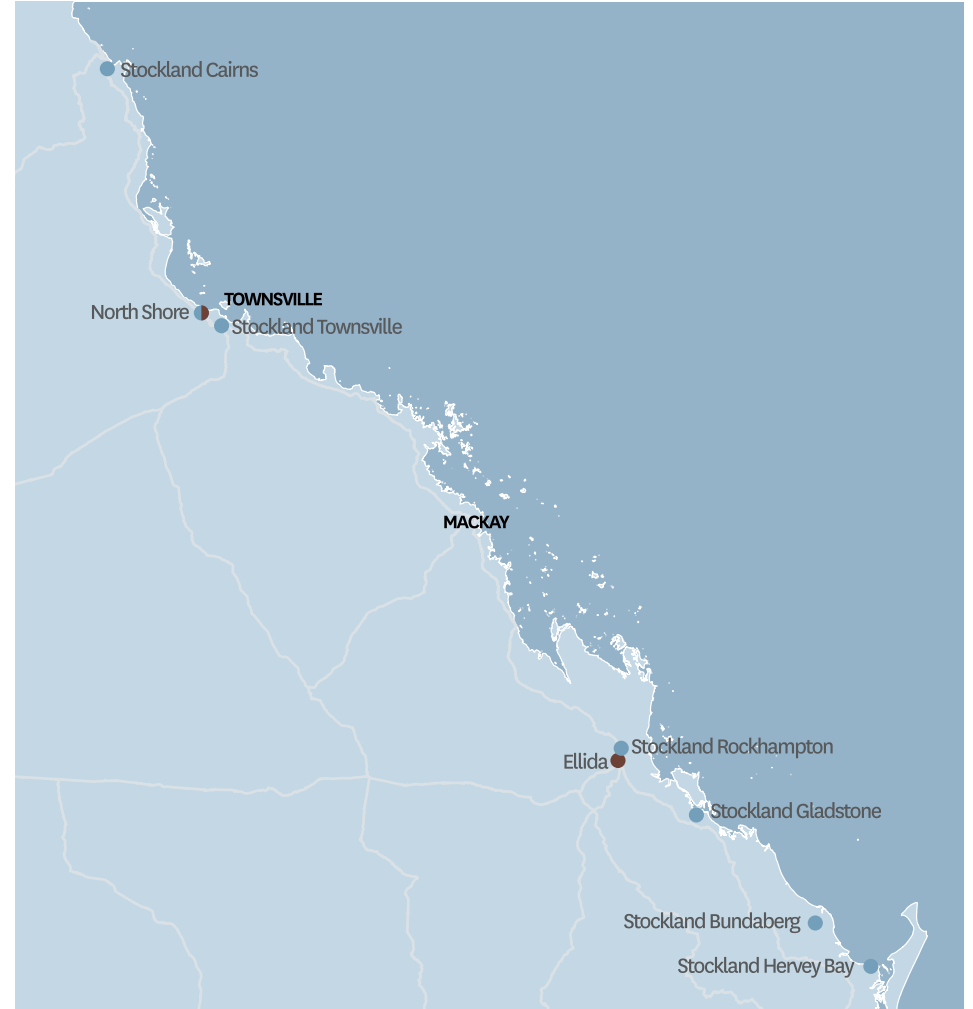 Stockland Cairns
TOWNSVILLE
North Shore
Stockland Townsville
MACKAY
Stockland Rockhampton
Ellida
Stockland Gladstone
Stockland Bundaberg
Stockland Hervey Bay